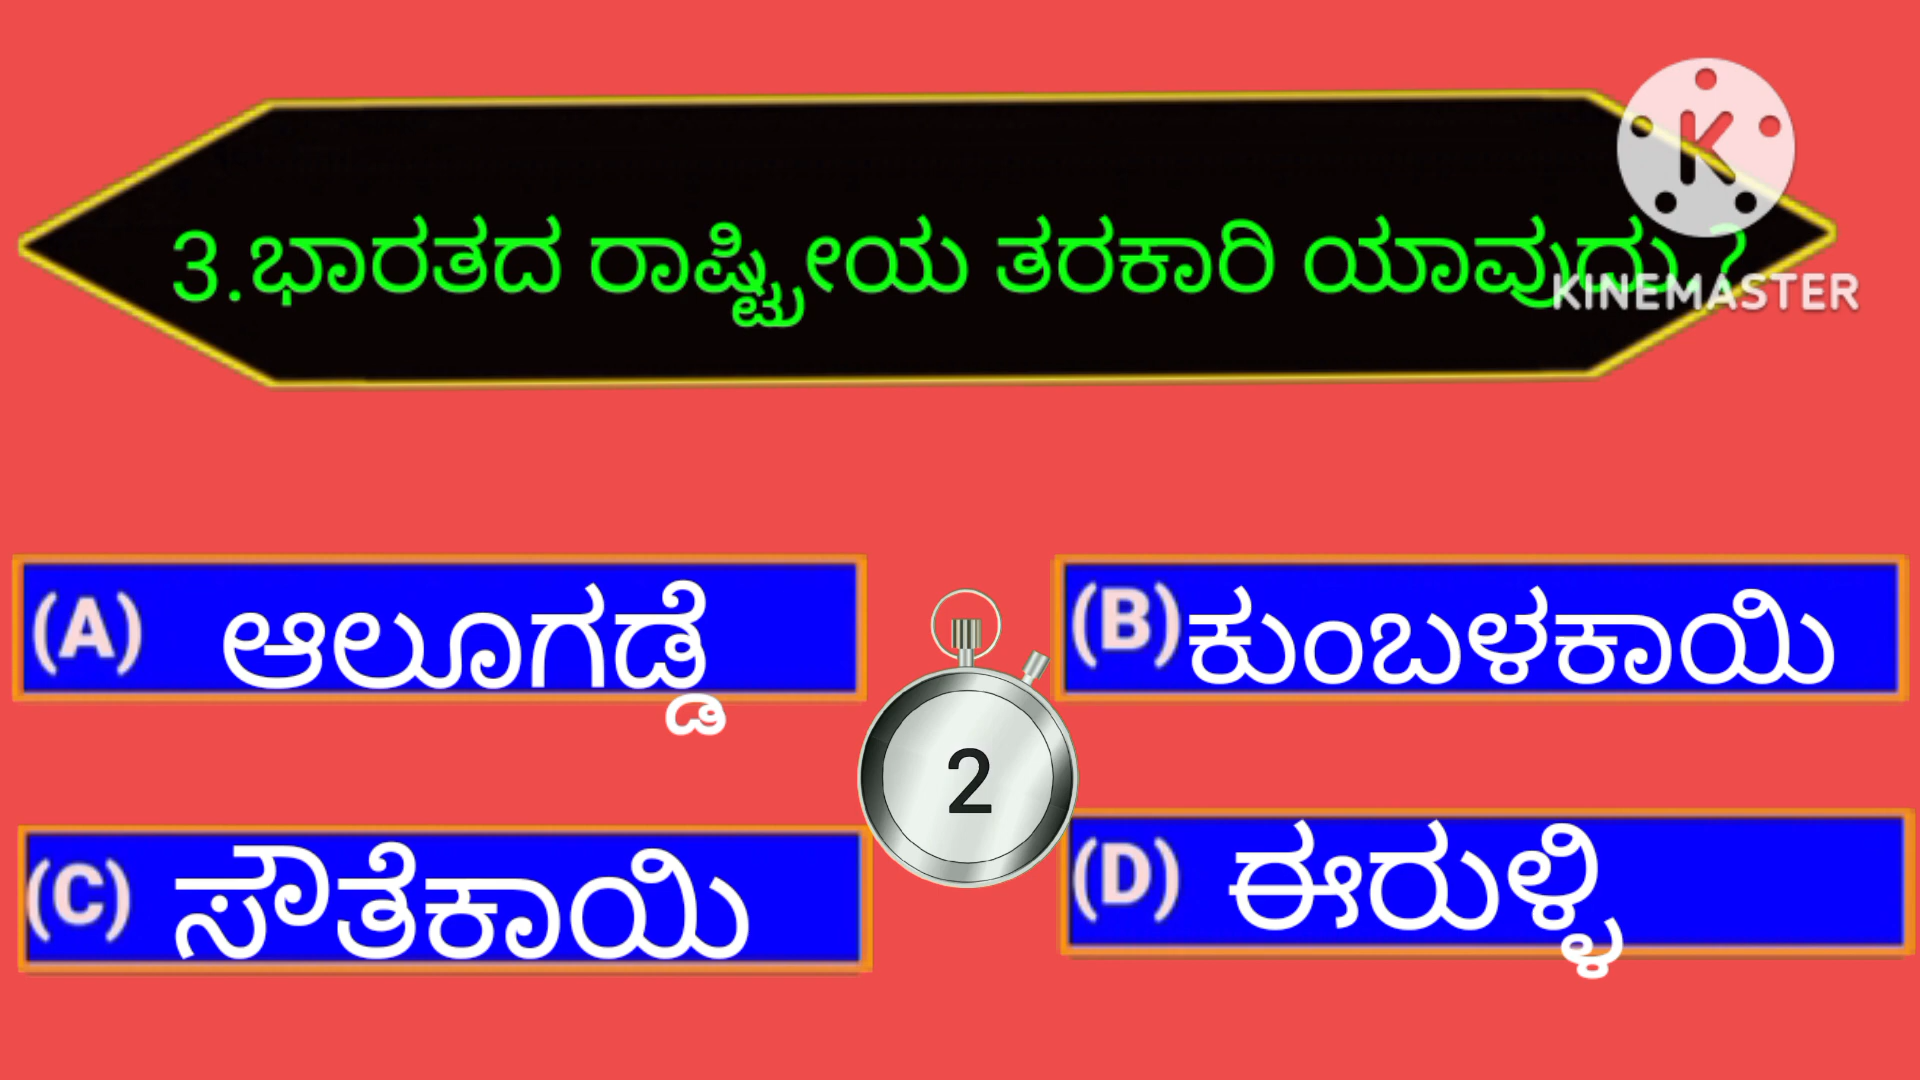 3.ಭಾರತದ ರಾಷ್ಟ್ರೀಯ ತರಕಾರಿ ಯಾವುದು ?
K
KINEMASTER
(A) ಆಲೂಗಡ್ಡೆ
(B) ಕುಂಬಳಕಾಯಿ
2
(C) ಸೌತೆಕಾಯಿ
(D) ಈರುಳ್ಳಿ